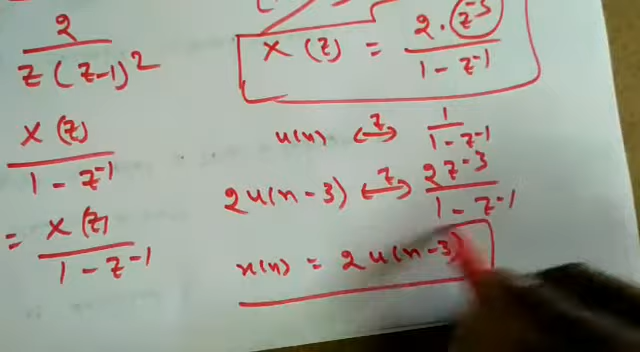 2 / z(z-1)²
X(z) / 1 - z⁻¹
= X(z) / 1 - z⁻¹
X(z) = 2 · z⁻³ / 1 - z⁻¹
u(n) ↔ᶻ 1 / 1 - z⁻¹
2u(n-3) ↔ᶻ 2z⁻³ / 1 - z⁻¹
x(n) = 2u(n-3)